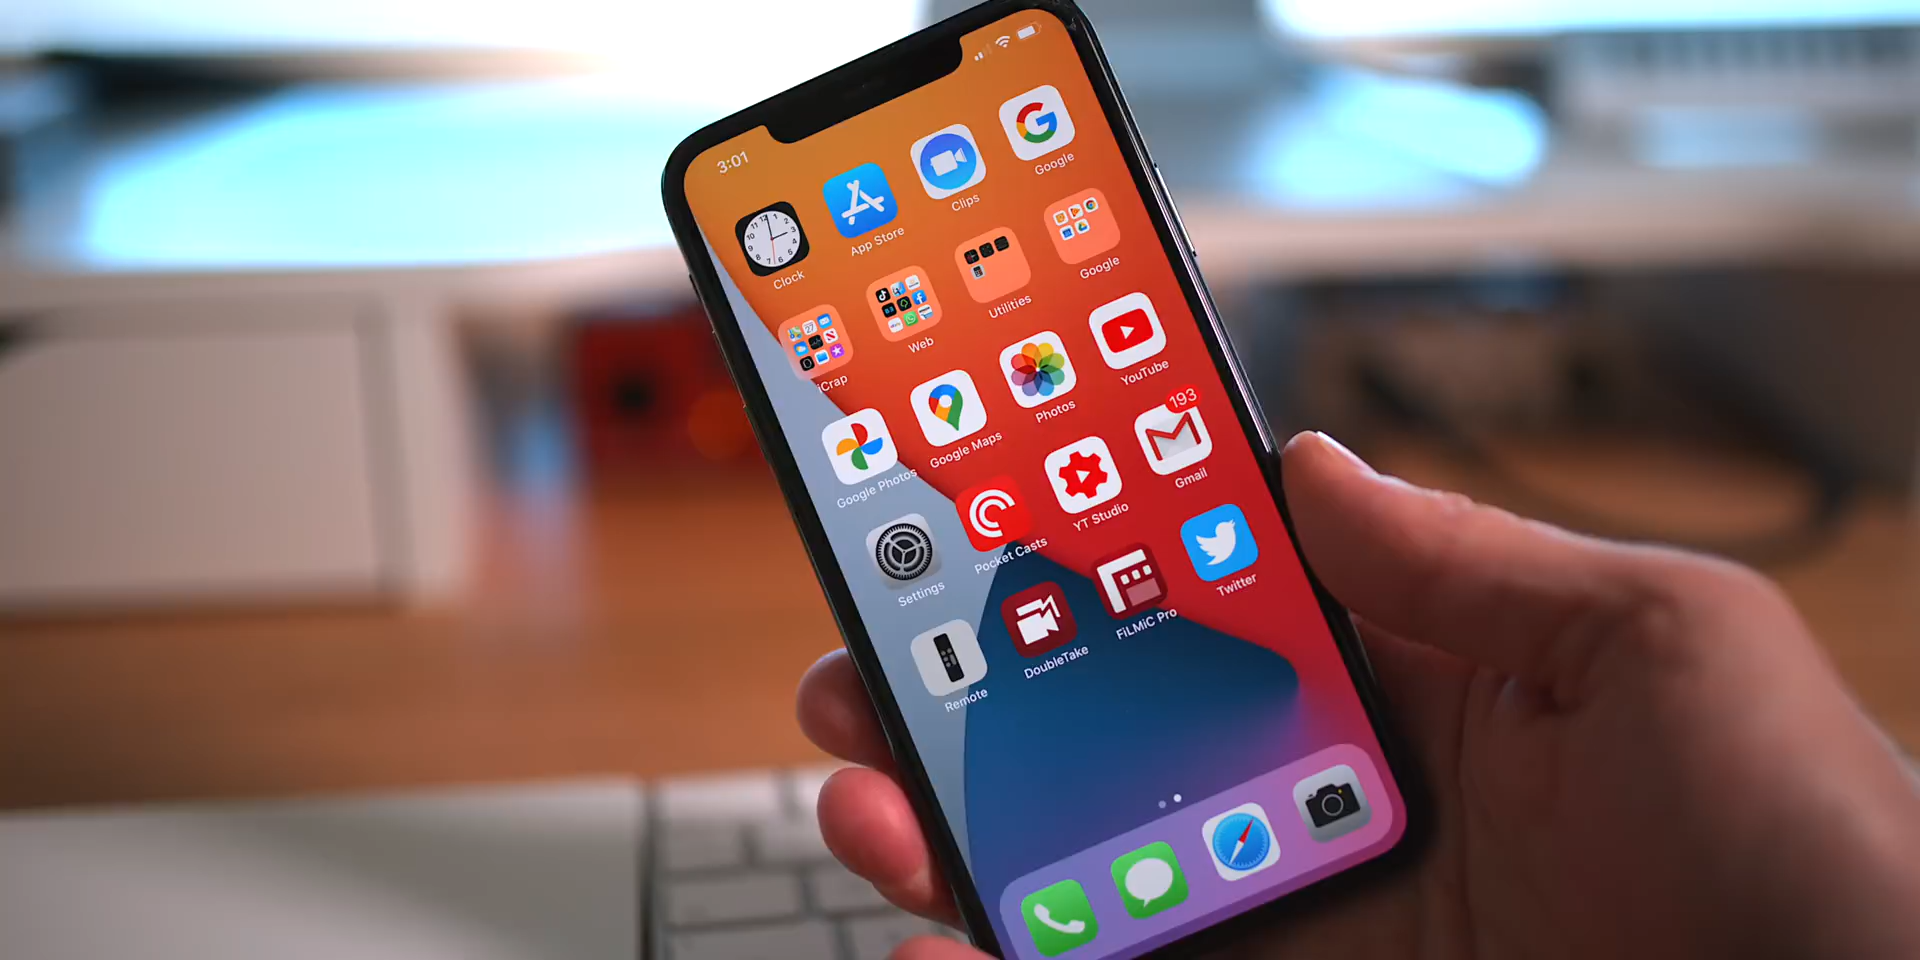 3:01
Clock
App Store
Clips
Google
iCrap
Web
Utilities
Google
Google Photos
Google Maps
Photos
YouTube
Settings
Pocket Casts
YT Studio
193
Gmail
Remote
DoubleTake
FiLMiC Pro
Twitter